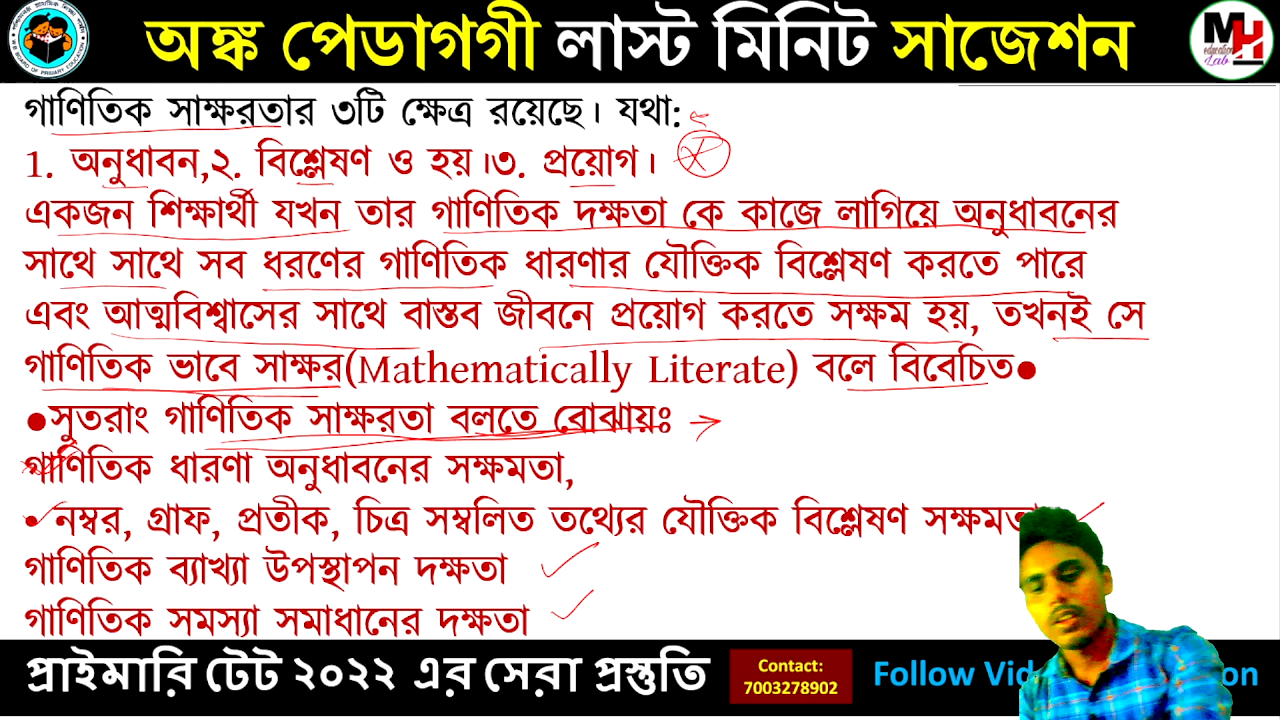 অঙ্ক পেডাগগী লাস্ট মিনিট সাজেশন
MH
education
Lab
গাণিতিক সাক্ষরতার ৩টি ক্ষেত্র রয়েছে। যথা:
1. অনুধাবন,২. বিশ্লেষণ ও হয়।৩. প্রয়োগ।
একজন শিক্ষার্থী যখন তার গাণিতিক দক্ষতা কে কাজে লাগিয়ে অনুধাবনের
সাথে সাথে সব ধরণের গাণিতিক ধারণার যৌক্তিক বিশ্লেষণ করতে পারে
এবং আত্মবিশ্বাসের সাথে বাস্তব জীবনে প্রয়োগ করতে সক্ষম হয়, তখনই সে
গাণিতিক ভাবে সাক্ষর(Mathematically Literate) বলে বিবেচিত●
●সুতরাং গাণিতিক সাক্ষরতা বলতে বোঝায়ঃ
গাণিতিক ধারণা অনুধাবনের সক্ষমতা,
• নম্বর, গ্রাফ, প্রতীক, চিত্র সম্বলিত তথ্যের যৌক্তিক বিশ্লেষণ সক্ষমতা
গাণিতিক ব্যাখ্যা উপস্থাপন দক্ষতা
গাণিতিক সমস্যা সমাধানের দক্ষতা
প্রাইমারি টেট ২০২২ এর সেরা প্রস্তুতি
Contact:
7003278902
Follow